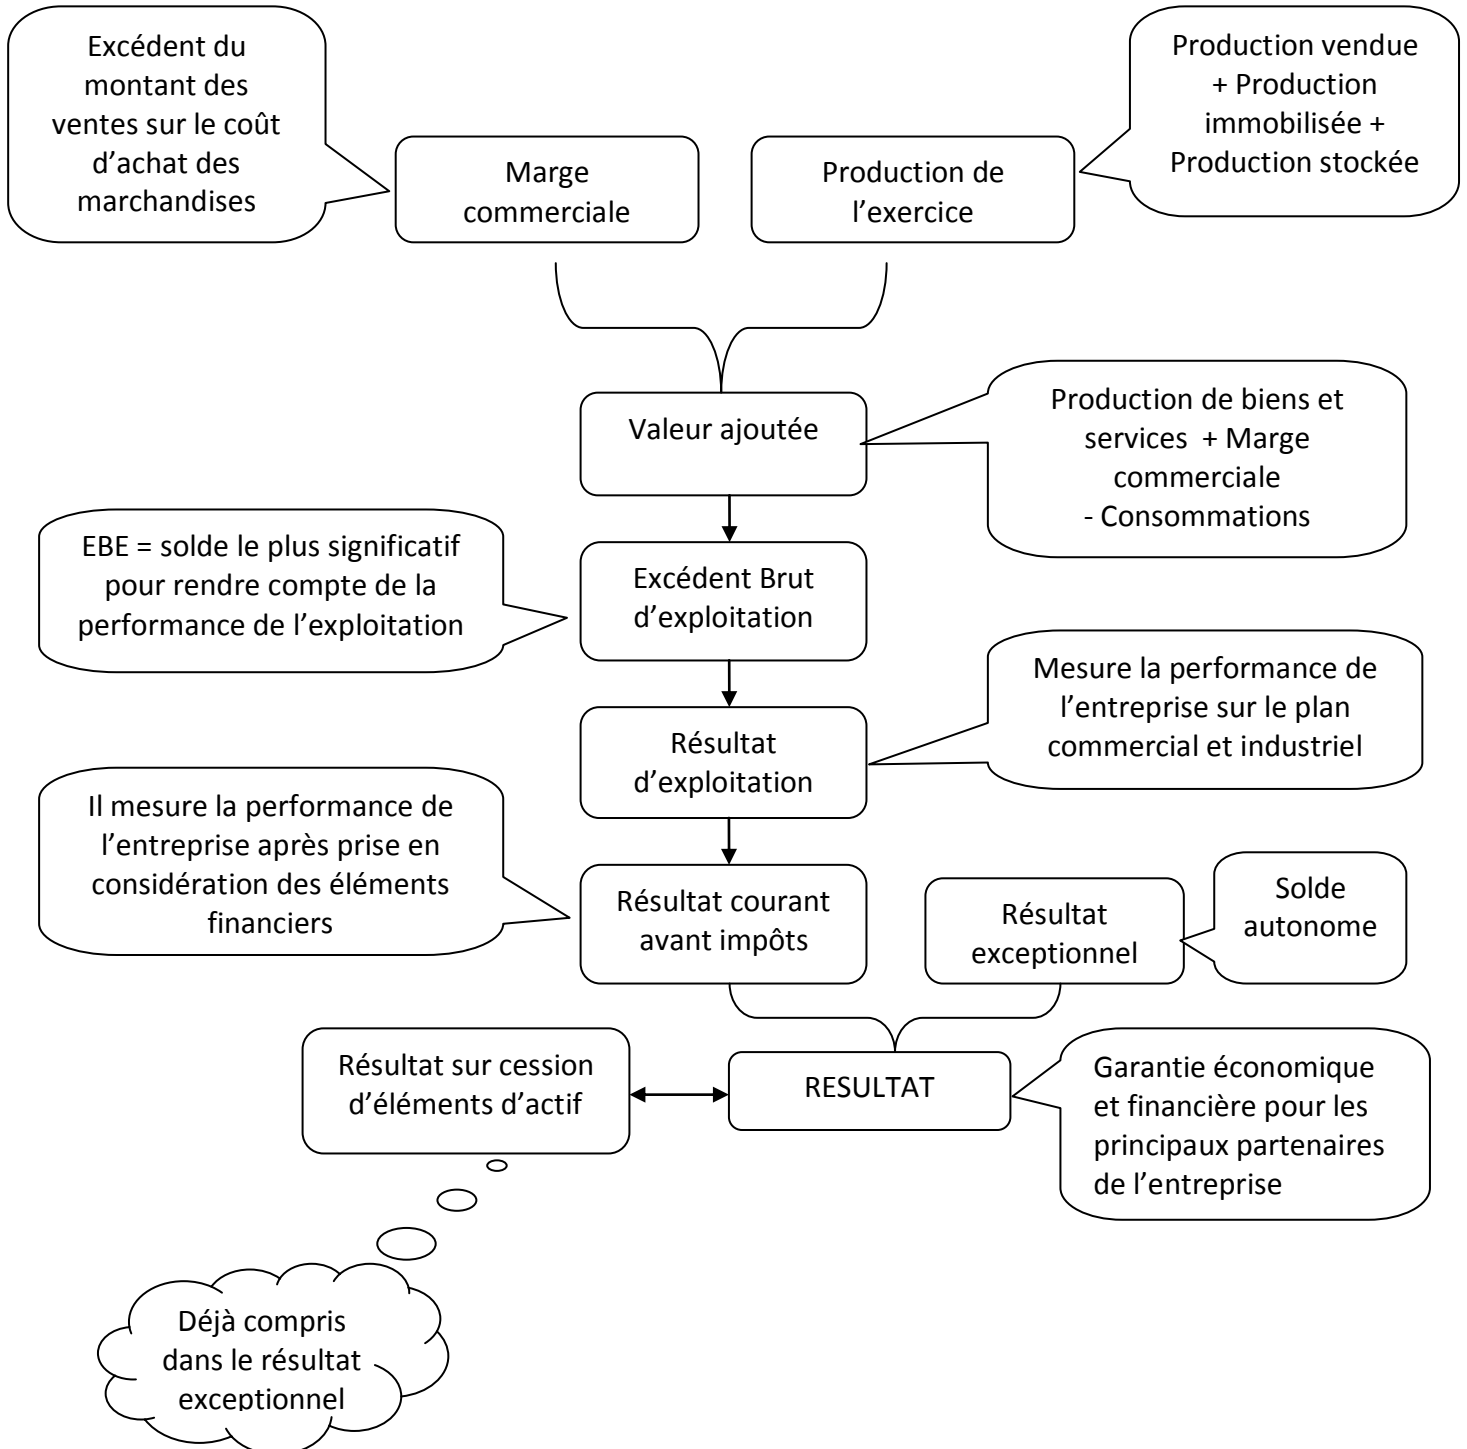 Excédent du
montant des
ventes sur le coût
d’achat des
marchandises
Marge
commerciale
Production de
l’exercice
Production vendue
+ Production
immobilisée +
Production stockée
Valeur ajoutée
Production de biens et
services + Marge
commerciale
- Consommations
EBE = solde le plus significatif
pour rendre compte de la
performance de l’exploitation
Excédent Brut
d’exploitation
Mesure la performance de
l’entreprise sur le plan
commercial et industriel
Résultat
d’exploitation
Il mesure la performance de
l’entreprise après prise en
considération des éléments
financiers
Résultat courant
avant impôts
Résultat
exceptionnel
Solde
autonome
Résultat sur cession
d’éléments d’actif
RESULTAT
Garantie économique
et financière pour les
principaux partenaires
de l’entreprise
Déjà compris
dans le résultat
exceptionnel